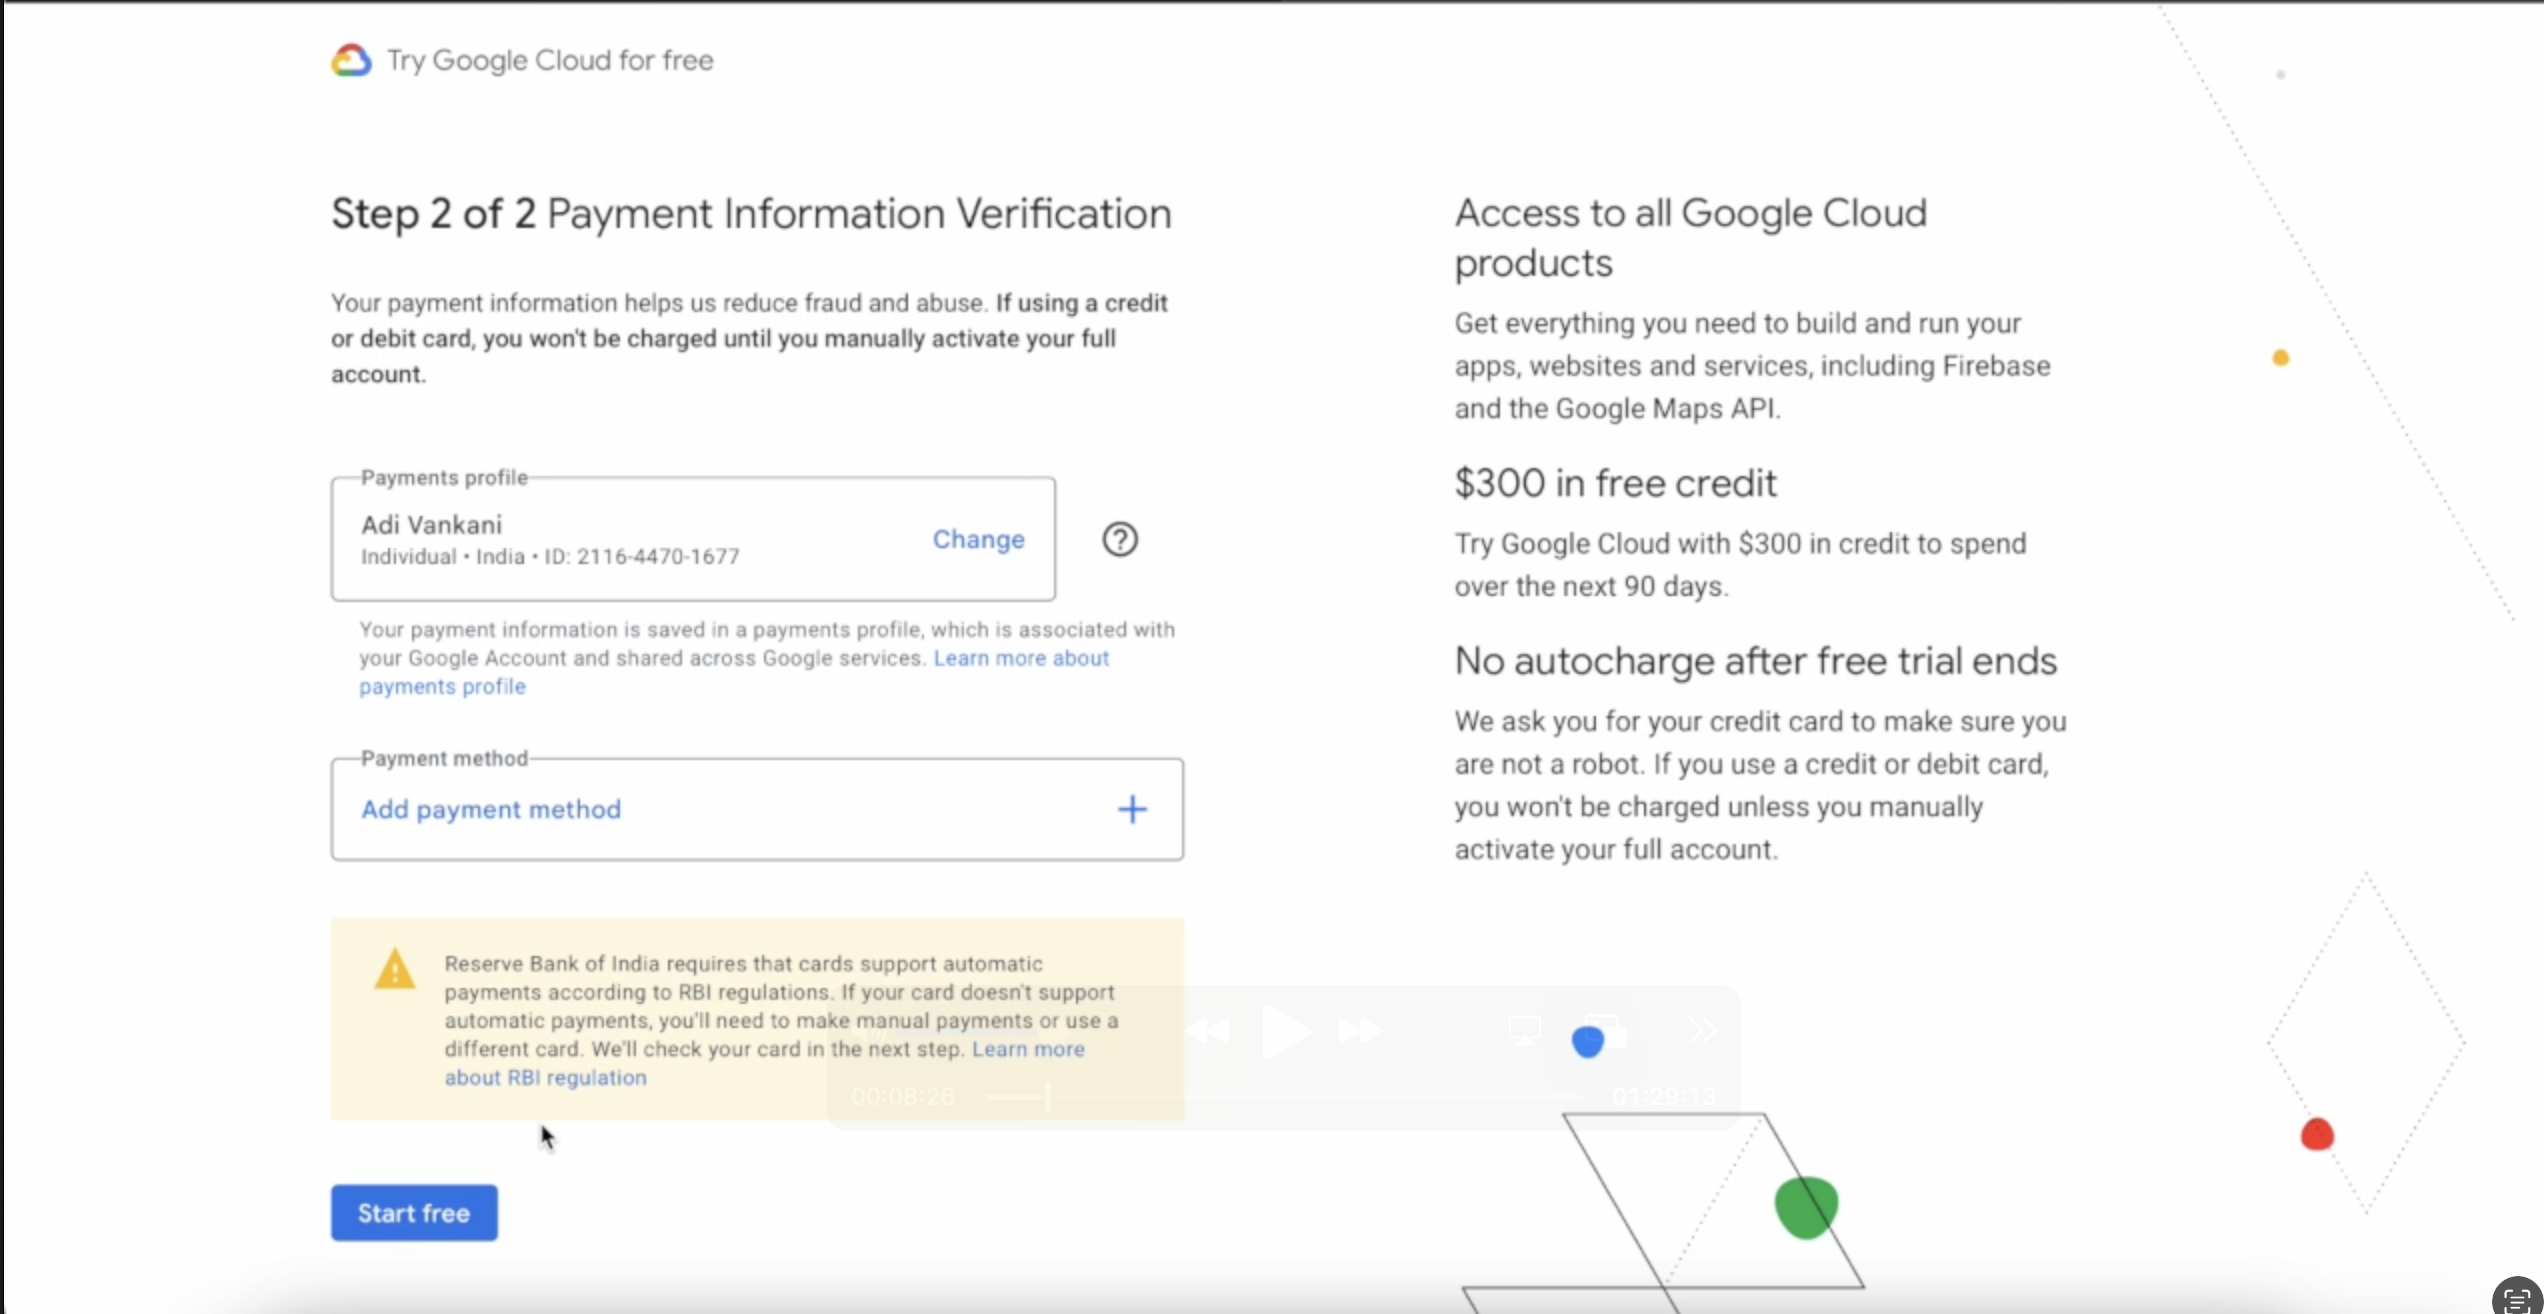 Try Google Cloud for free
Step 2 of 2 Payment Information Verification
Your payment information helps us reduce fraud and abuse. If using a credit
or debit card, you won't be charged until you manually activate your full
account.
Payments profile
Adi Vankani
Individual • India • ID: 2116-4470-1677
Change
Your payment information is saved in a payments profile, which is associated with
your Google Account and shared across Google services. Learn more about
payments profile
Payment method
Add payment method
Reserve Bank of India requires that cards support automatic
payments according to RBI regulations. If your card doesn't support
automatic payments, you'll need to make manual payments or use a
different card. We'll check your card in the next step. Learn more
about RBI regulation
Start free
Access to all Google Cloud
products
Get everything you need to build and run your
apps, websites and services, including Firebase
and the Google Maps API.
$300 in free credit
Try Google Cloud with $300 in credit to spend
over the next 90 days.
No autocharge after free trial ends
We ask you for your credit card to make sure you
are not a robot. If you use a credit or debit card,
you won't be charged unless you manually
activate your full account.
00:08:26
01:29:13